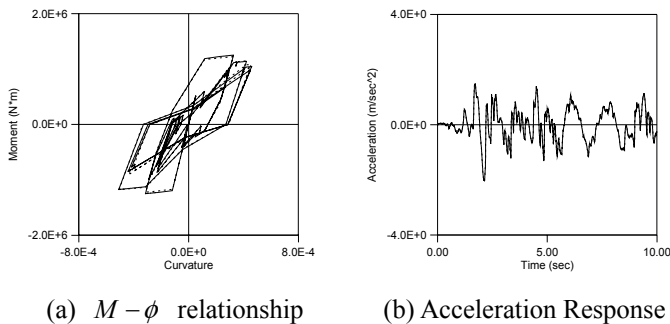 2.0E+6
0.0E+0
-2.0E+6
Moment (N*m)
-8.0E-4
0.0E+0
8.0E-4
Curvature
4.0E+0
0.0E+0
-4.0E+0
Acceleration (m/sec^2)
0.00
5.00
10.00
Time (sec)
(a) M − ϕ relationship
(b) Acceleration Response